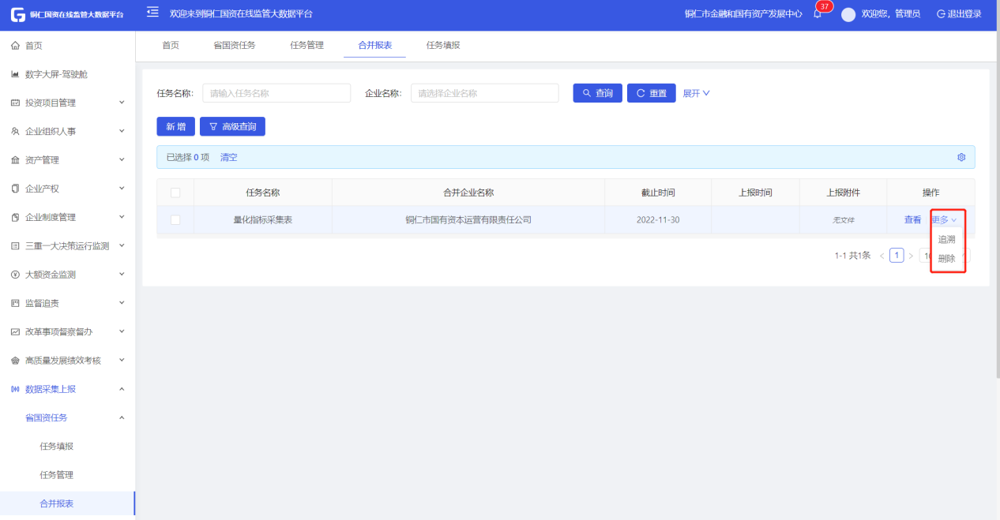 铜仁国资在线监管大数据平台
欢迎来到铜仁国资在线监管大数据平台
铜仁市金融和国有资产发展中心
37
欢迎您，管理员
退出登录
首页
数字大屏-驾驶舱
投资项目管理
企业组织人事
资产管理
企业产权
企业制度管理
三重一大决策运行监测
大额资金监测
监督追责
改革事项督察督办
高质量发展绩效考核
数据采集上报
省国资任务
任务填报
任务管理
合并报表
首页 省国资任务 任务管理 合并报表 任务填报
任务名称: 请输入任务名称 企业名称: 请选择企业名称 查询 重置 展开
新 增 高级查询
已选择 0 项 清空
任务名称 合并企业名称 截止时间 上报时间 上报附件 操作
量化指标采集表 铜仁市国有资本运营有限责任公司 2022-11-30 无文件 查看 更多
追溯
删除
1-1 共1条 < 1 >